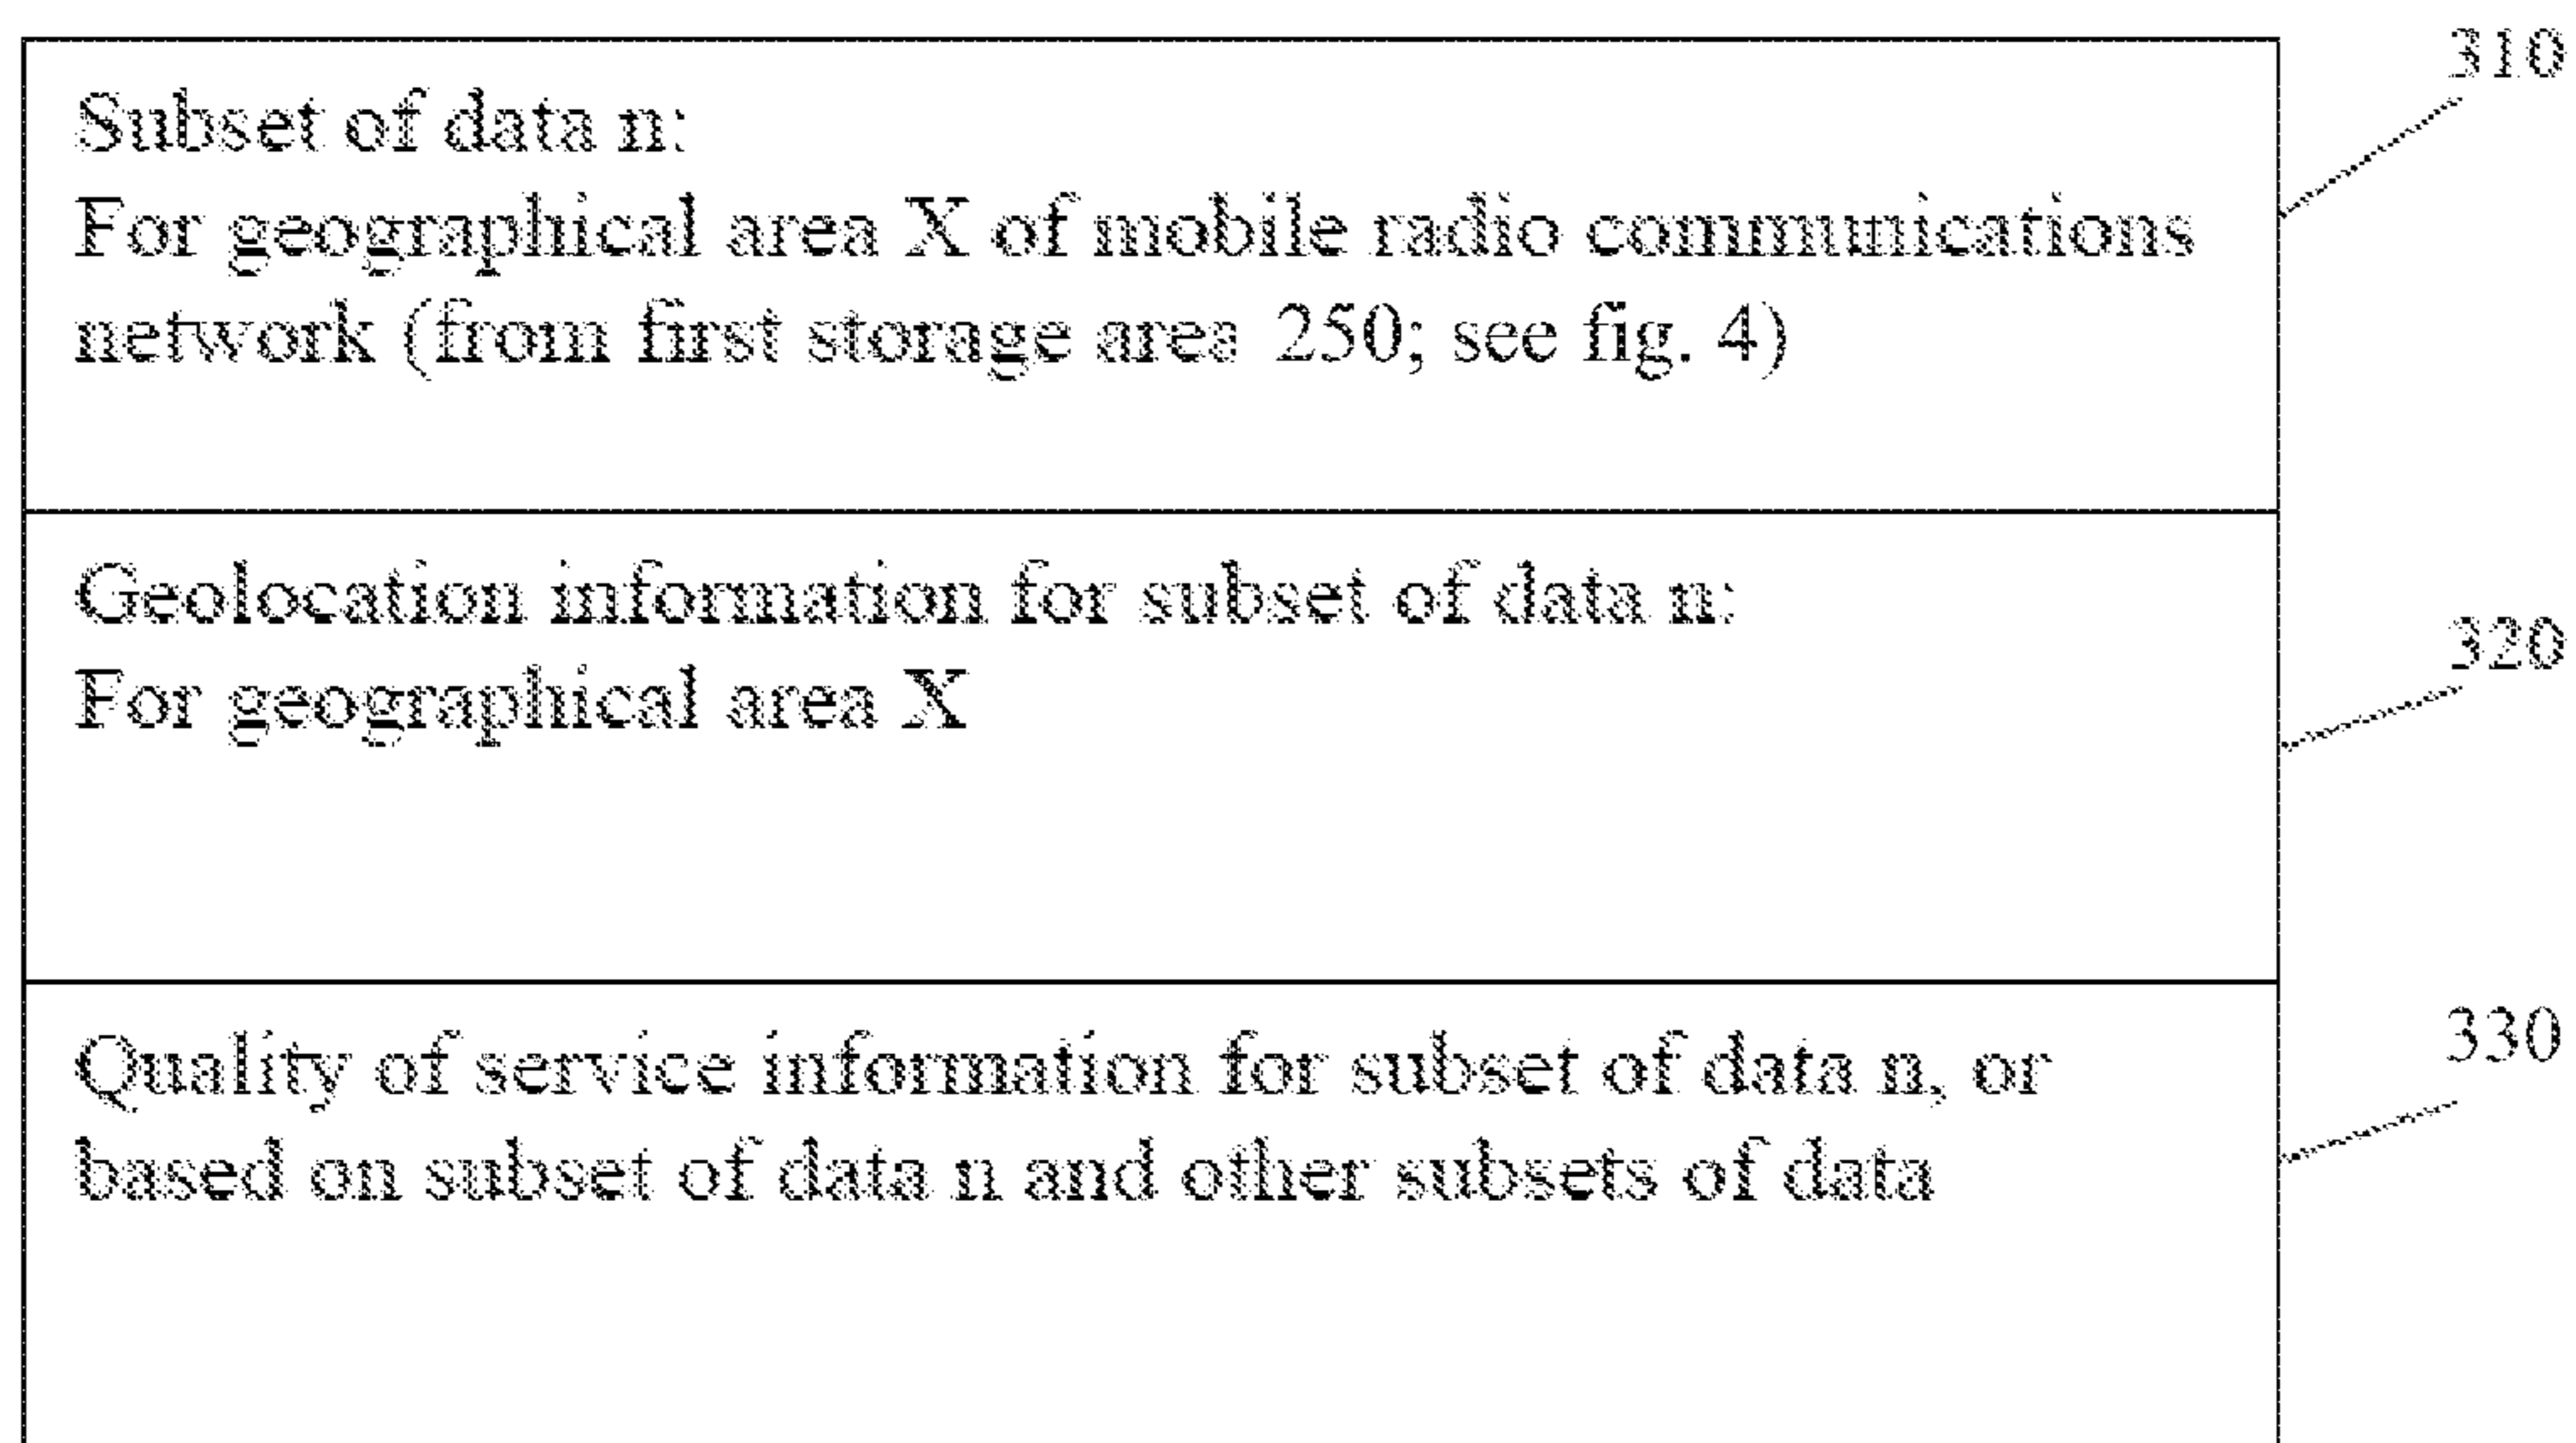 310
Subset of data n:
For geographical area X of mobile radio communications
network (from first storage area 250; see fig. 4)
Geolocation information for subset of data n:
320
For geographical area X
330
Quality of service information for subset of data n, or
based on subset of data n and other subsets of data